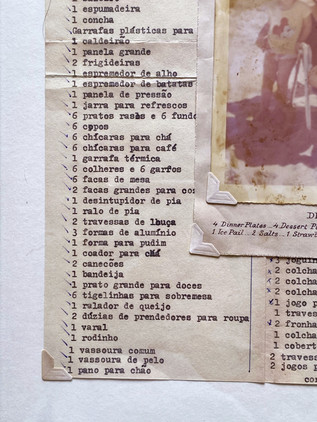 1 espumadeira
1 concha
Garrafas plásticas para
1 caldeirão
1 panela grande
2 frigideiras
1 espremedor de alho
1 espremedor de batatas
1 panela de pressão
1 jarra para refrescos
6 pratos rasos e 6 fundo
6 copos
6 chícaras para chá
6 chícaras para café
1 garrafa térmica
6 colheres e 6 garfos
6 facas de mesa
2 facas grandes para co
1 desintupidor de pia
1 ralo de pia
2 travessas de louça
3 formas de alumínio
1 forma para pudim
1 coador para chá
2 canecões
1 bandeija
1 prato grande para doces
6 tigelinhas para sobremesa
1 ralador de queijo
2 dúzias de prendedores para roupa
1 varal
1 rodinho
1 vassoura comum
1 vassoura de pelo
1 pano para chão
4 Dinner Plates ..4 Dessert P
1 Ice Pail ...2 Salts ...1 Strawb
2 colcha
2 colcha
2 colcha
1 jogo p
1 traves
2 fronha
1 colcha
1 cobert
2 travess
2 jogos p